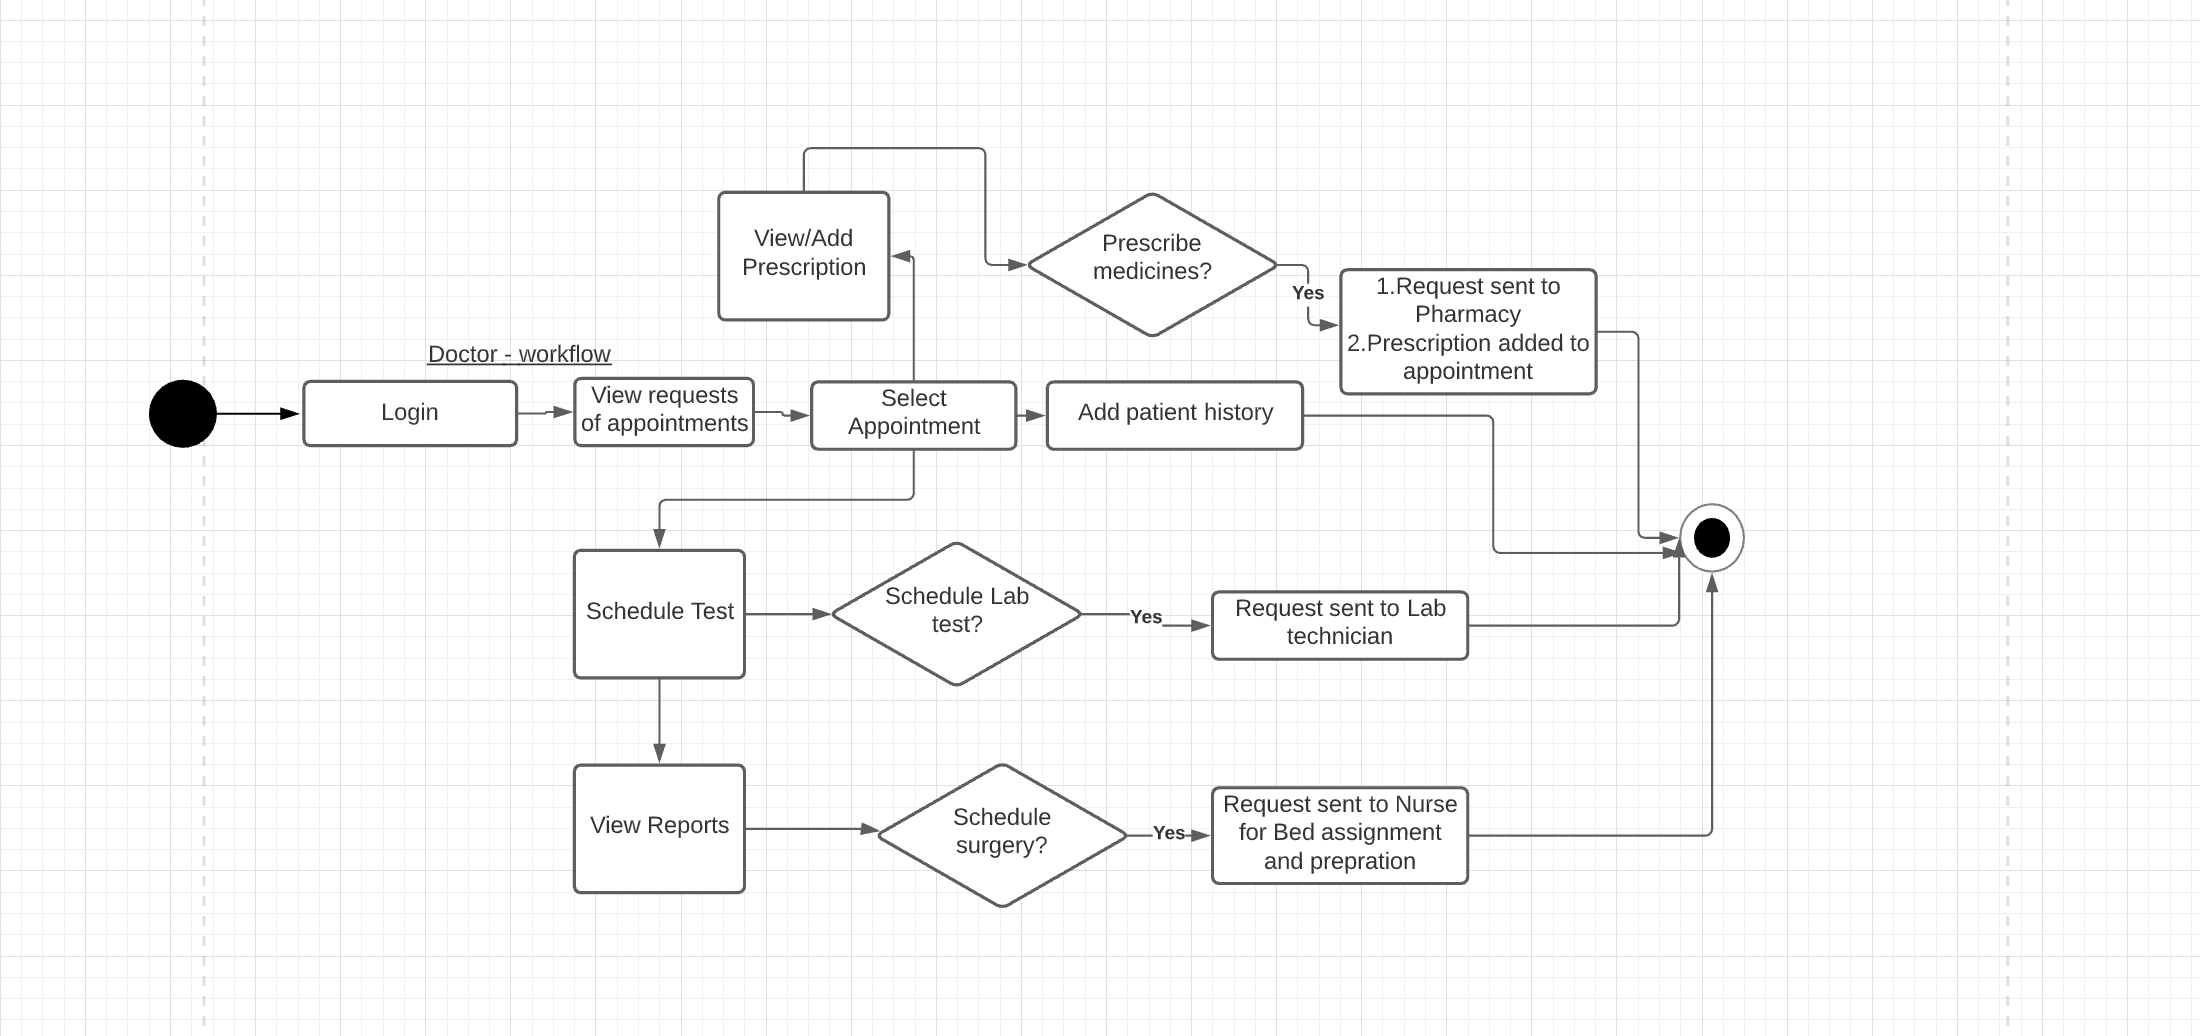 View/Add
Prescription
Prescribe
medicines?
Yes
1.Request sent to
Pharmacy
2.Prescription added to
appointment
Doctor - workflow
Login
View requests
of appointments
Select
Appointment
Add patient history
Schedule Test
Schedule Lab
test?
Yes
Request sent to Lab
technician
View Reports
Schedule
surgery?
Yes
Request sent to Nurse
for Bed assignment
and prepration